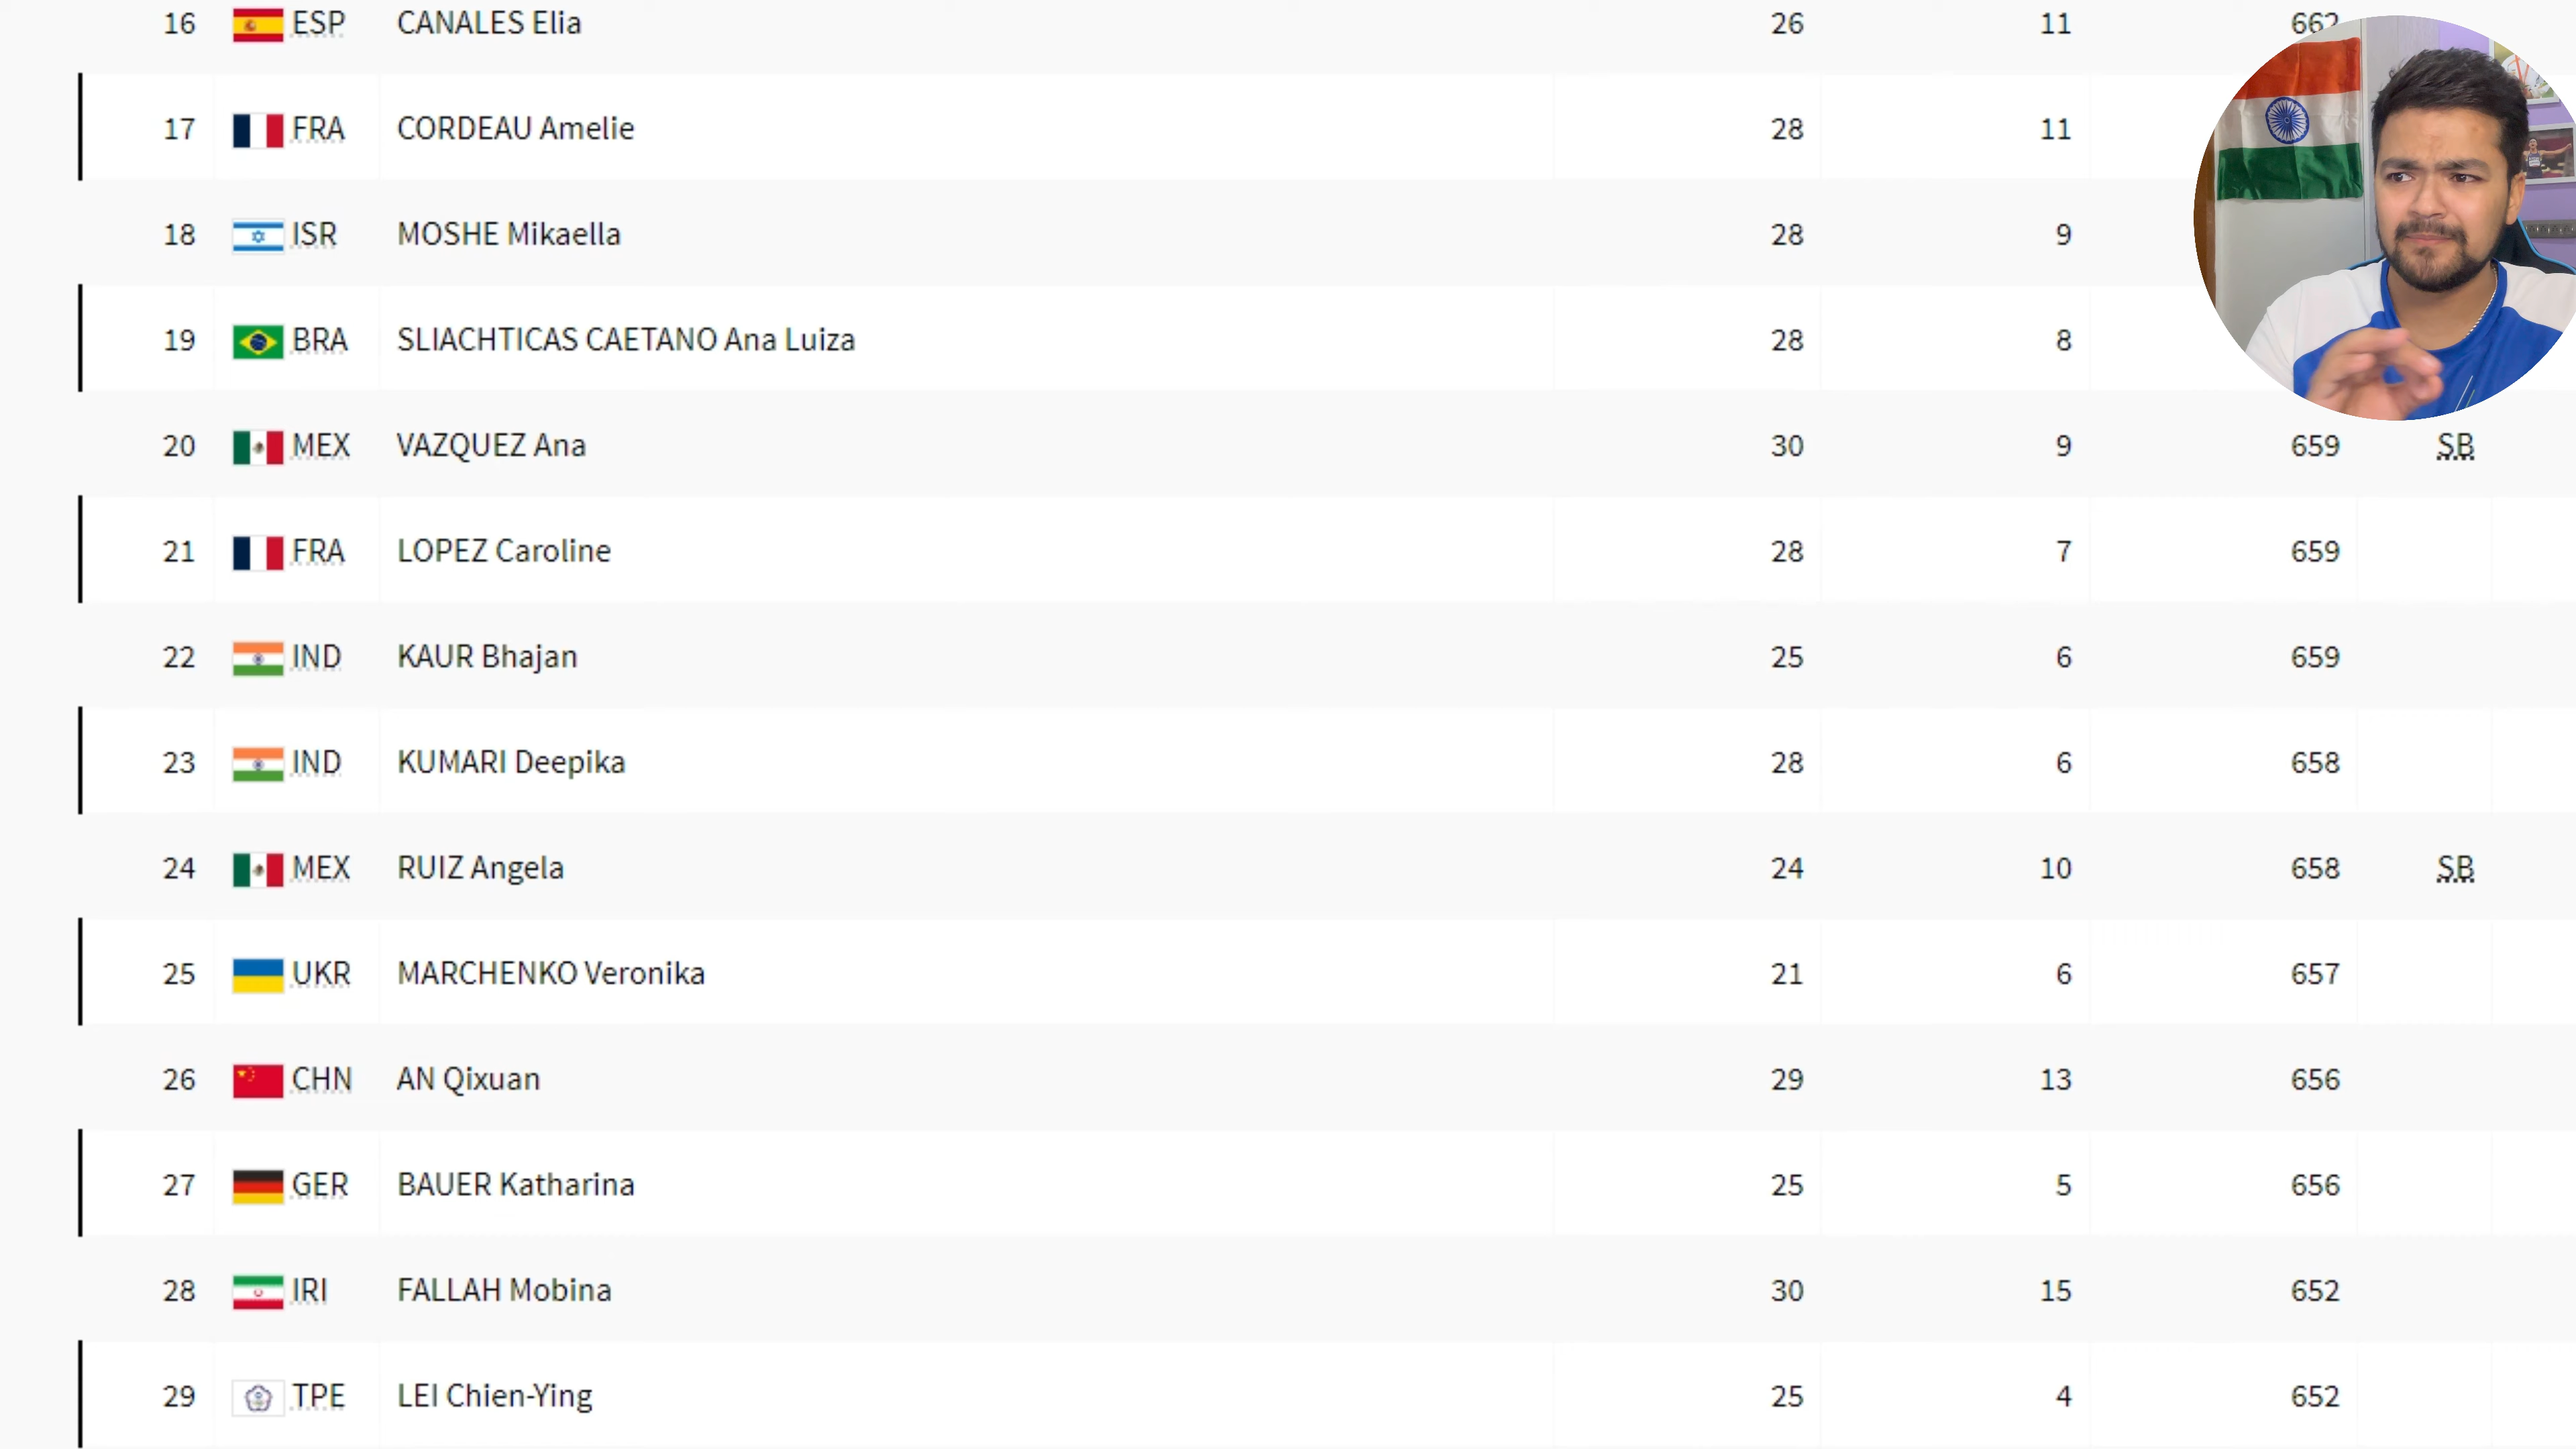 16 ESP CANALES Elia 26 11 662
17 FRA CORDEAU Amelie 28 11
18 ISR MOSHE Mikaella 28 9
19 BRA SLIACHTICAS CAETANO Ana Luiza 28 8
20 MEX VAZQUEZ Ana 30 9 659 SB
21 FRA LOPEZ Caroline 28 7 659
22 IND KAUR Bhajan 25 6 659
23 IND KUMARI Deepika 28 6 658
24 MEX RUIZ Angela 24 10 658 SB
25 UKR MARCHENKO Veronika 21 6 657
26 CHN AN Qixuan 29 13 656
27 GER BAUER Katharina 25 5 656
28 IRI FALLAH Mobina 30 15 652
29 TPE LEI Chien-Ying 25 4 652